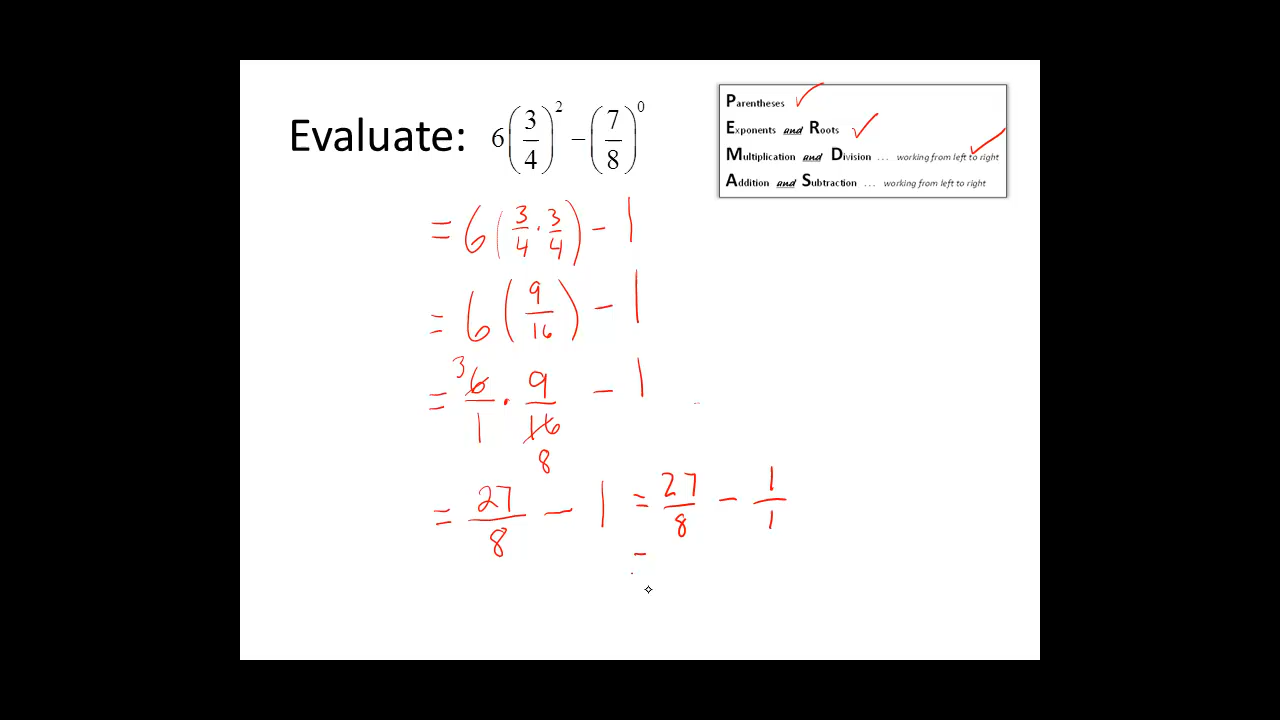 Evaluate: 6(3/4)^2 − (7/8)^0
Parentheses ✓
Exponents and Roots ✓
Multiplication and Division ... working from left to right ✓
Addition and Subtraction ... working from left to right
= 6(3/4 · 3/4) − 1
= 6(9/16) − 1
= 3 6/1 · 9/16 8 − 1
= 27/8 − 1 = 27/8 − 1/1
-